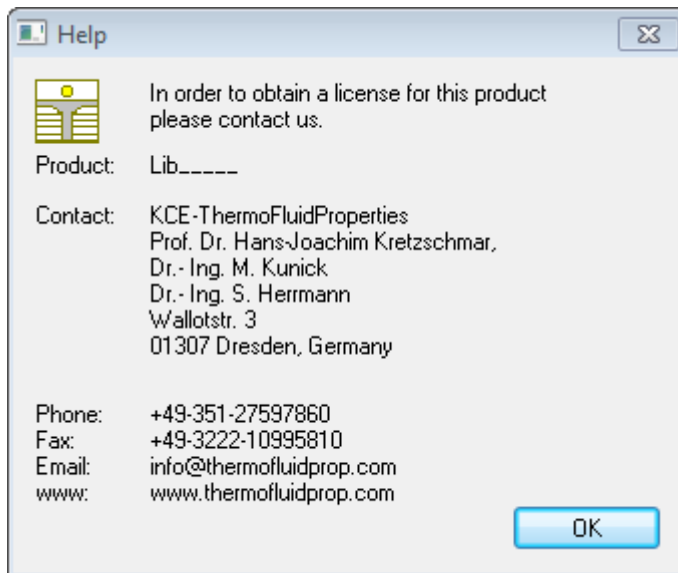 Help
In order to obtain a license for this product
please contact us.
Product: Lib_____
Contact: KCE-ThermoFluidProperties
Prof. Dr. Hans-Joachim Kretzschmar,
Dr.- Ing. M. Kunick
Dr.- Ing. S. Herrmann
Wallotstr. 3
01307 Dresden, Germany
Phone: +49-351-27597860
Fax: +49-3222-10995810
Email: info@thermofluidprop.com
www: www.thermofluidprop.com
OK